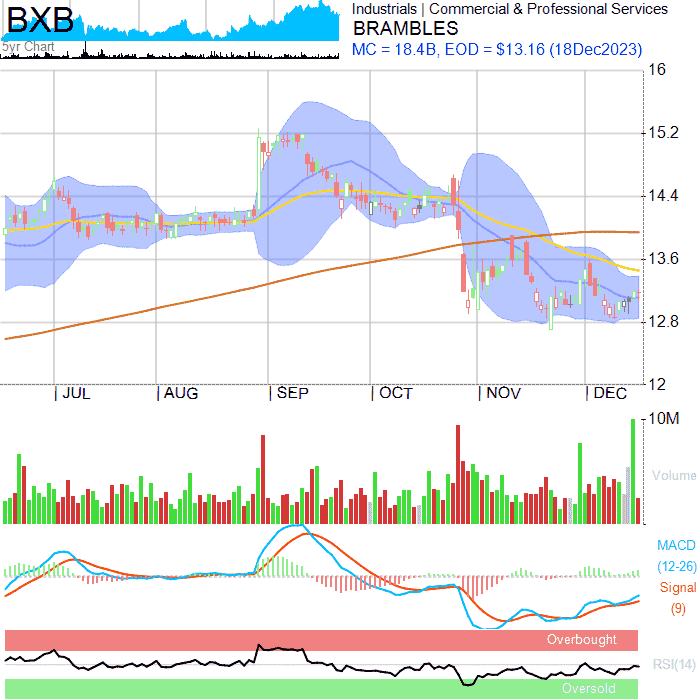 BXB
5yr Chart
Industrials | Commercial & Professional Services
BRAMBLES
MC = 18.4B, EOD = $13.16 (18Dec2023)
16
15.2
14.4
13.6
12.8
12
| JUL | AUG | SEP | OCT | NOV | DEC
10M
Volume
MACD
(12-26)
Signal
(9)
Overbought
RSI(14)
Oversold